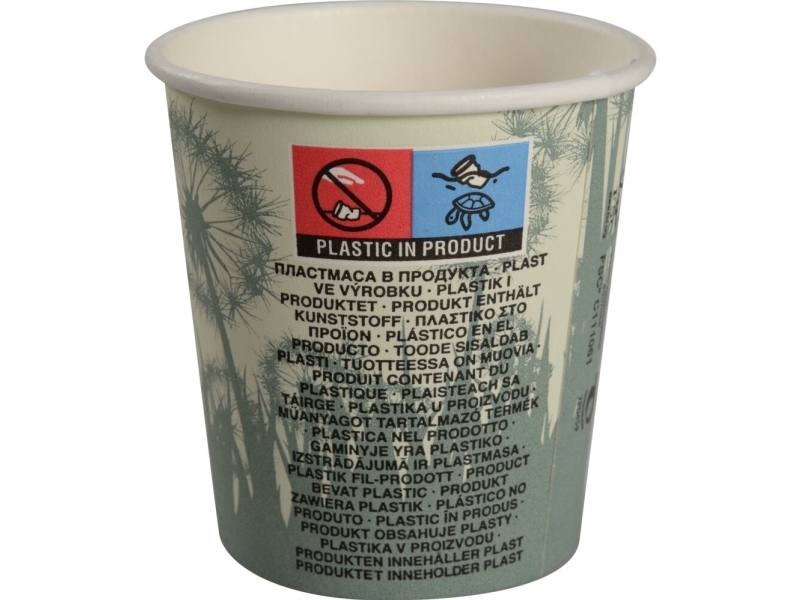 PLASTIC IN PRODUCT
ПЛАСТМАСА В ПРОДУКТА · PLAST
VE VÝROBKU · PLASTIK I
PRODUKTET · PRODUKT ENTHÄLT
KUNSTSTOFF · ΠΛΑΣΤΙΚΟ ΣΤΟ
ΠΡΟΪΟΝ · PLÁSTICO EN EL
PRODUCTO · TOODE SISALDAB
PLASTI · TUOTTEESSA ON MUOVIA ·
PRODUIT CONTENANT DU
PLASTIQUE · PLAISTEACH SA
TÁIRGE · PLASTIKA U PROIZVODU ·
MŰANYAGOT TARTALMAZÓ TERMÉK
· PLASTICA NEL PRODOTTO ·
GAMINYJE YRA PLASTIKO ·
IZSTRĀDĀJUMĀ IR PLASTMASA ·
PLASTIK FIL-PRODOTT · PRODUCT
BEVAT PLASTIC · PRODUKT
ZAWIERA PLASTIK · PLÁSTICO NO
PRODUTO · PLASTIC ÎN PRODUS ·
PRODUKT OBSAHUJE PLASTY ·
PLASTIKA V PROIZVODU ·
PRODUKTEN INNEHÅLLER PLAST
PRODUKTET INNEHOLDER PLAST